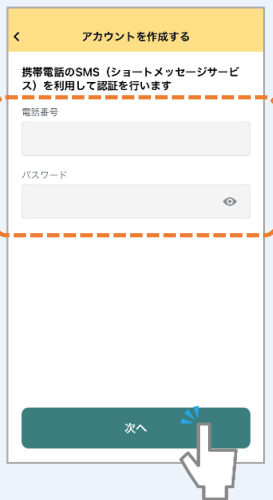 アカウントを作成する
携帯電話のSMS（ショートメッセージサービ
ス）を利用して認証を行います
電話番号
パスワード
次へ